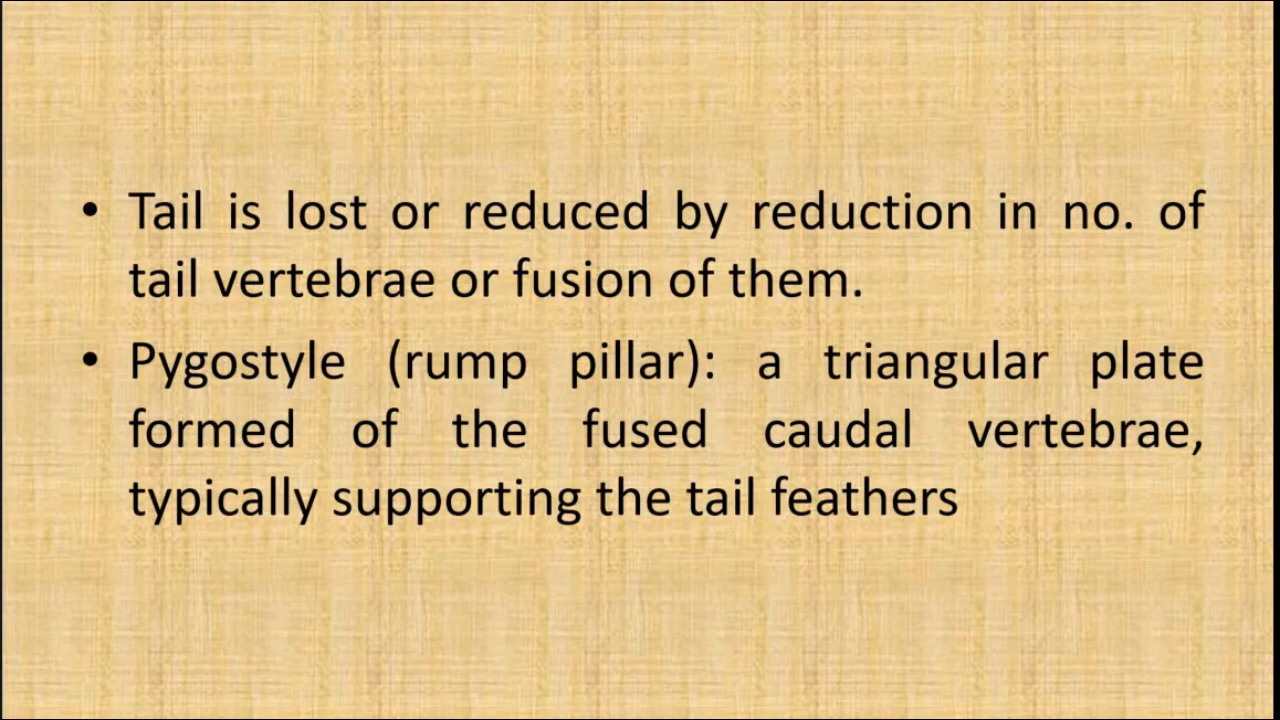 • Tail is lost or reduced by reduction in no. of
tail vertebrae or fusion of them.
• Pygostyle (rump pillar): a triangular plate
formed of the fused caudal vertebrae,
typically supporting the tail feathers